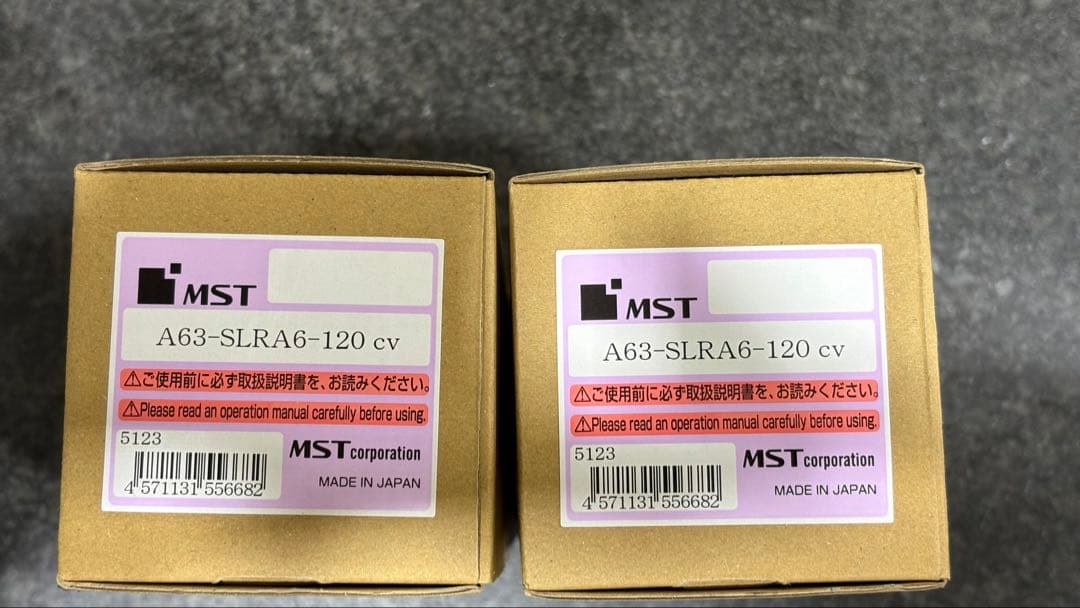 MST
A63-SLRA6-120 cv
⚠ご使用前に必ず取扱説明書を、お読みください。
⚠Please read an operation manual carefully before using.
5123
MST corporation
4 571131 556682
MADE IN JAPAN
MST
A63-SLRA6-120 cv
⚠ご使用前に必ず取扱説明書を、お読みください。
⚠Please read an operation manual carefully before using.
5123
MST corporation
4 571131 556682
MADE IN JAPAN